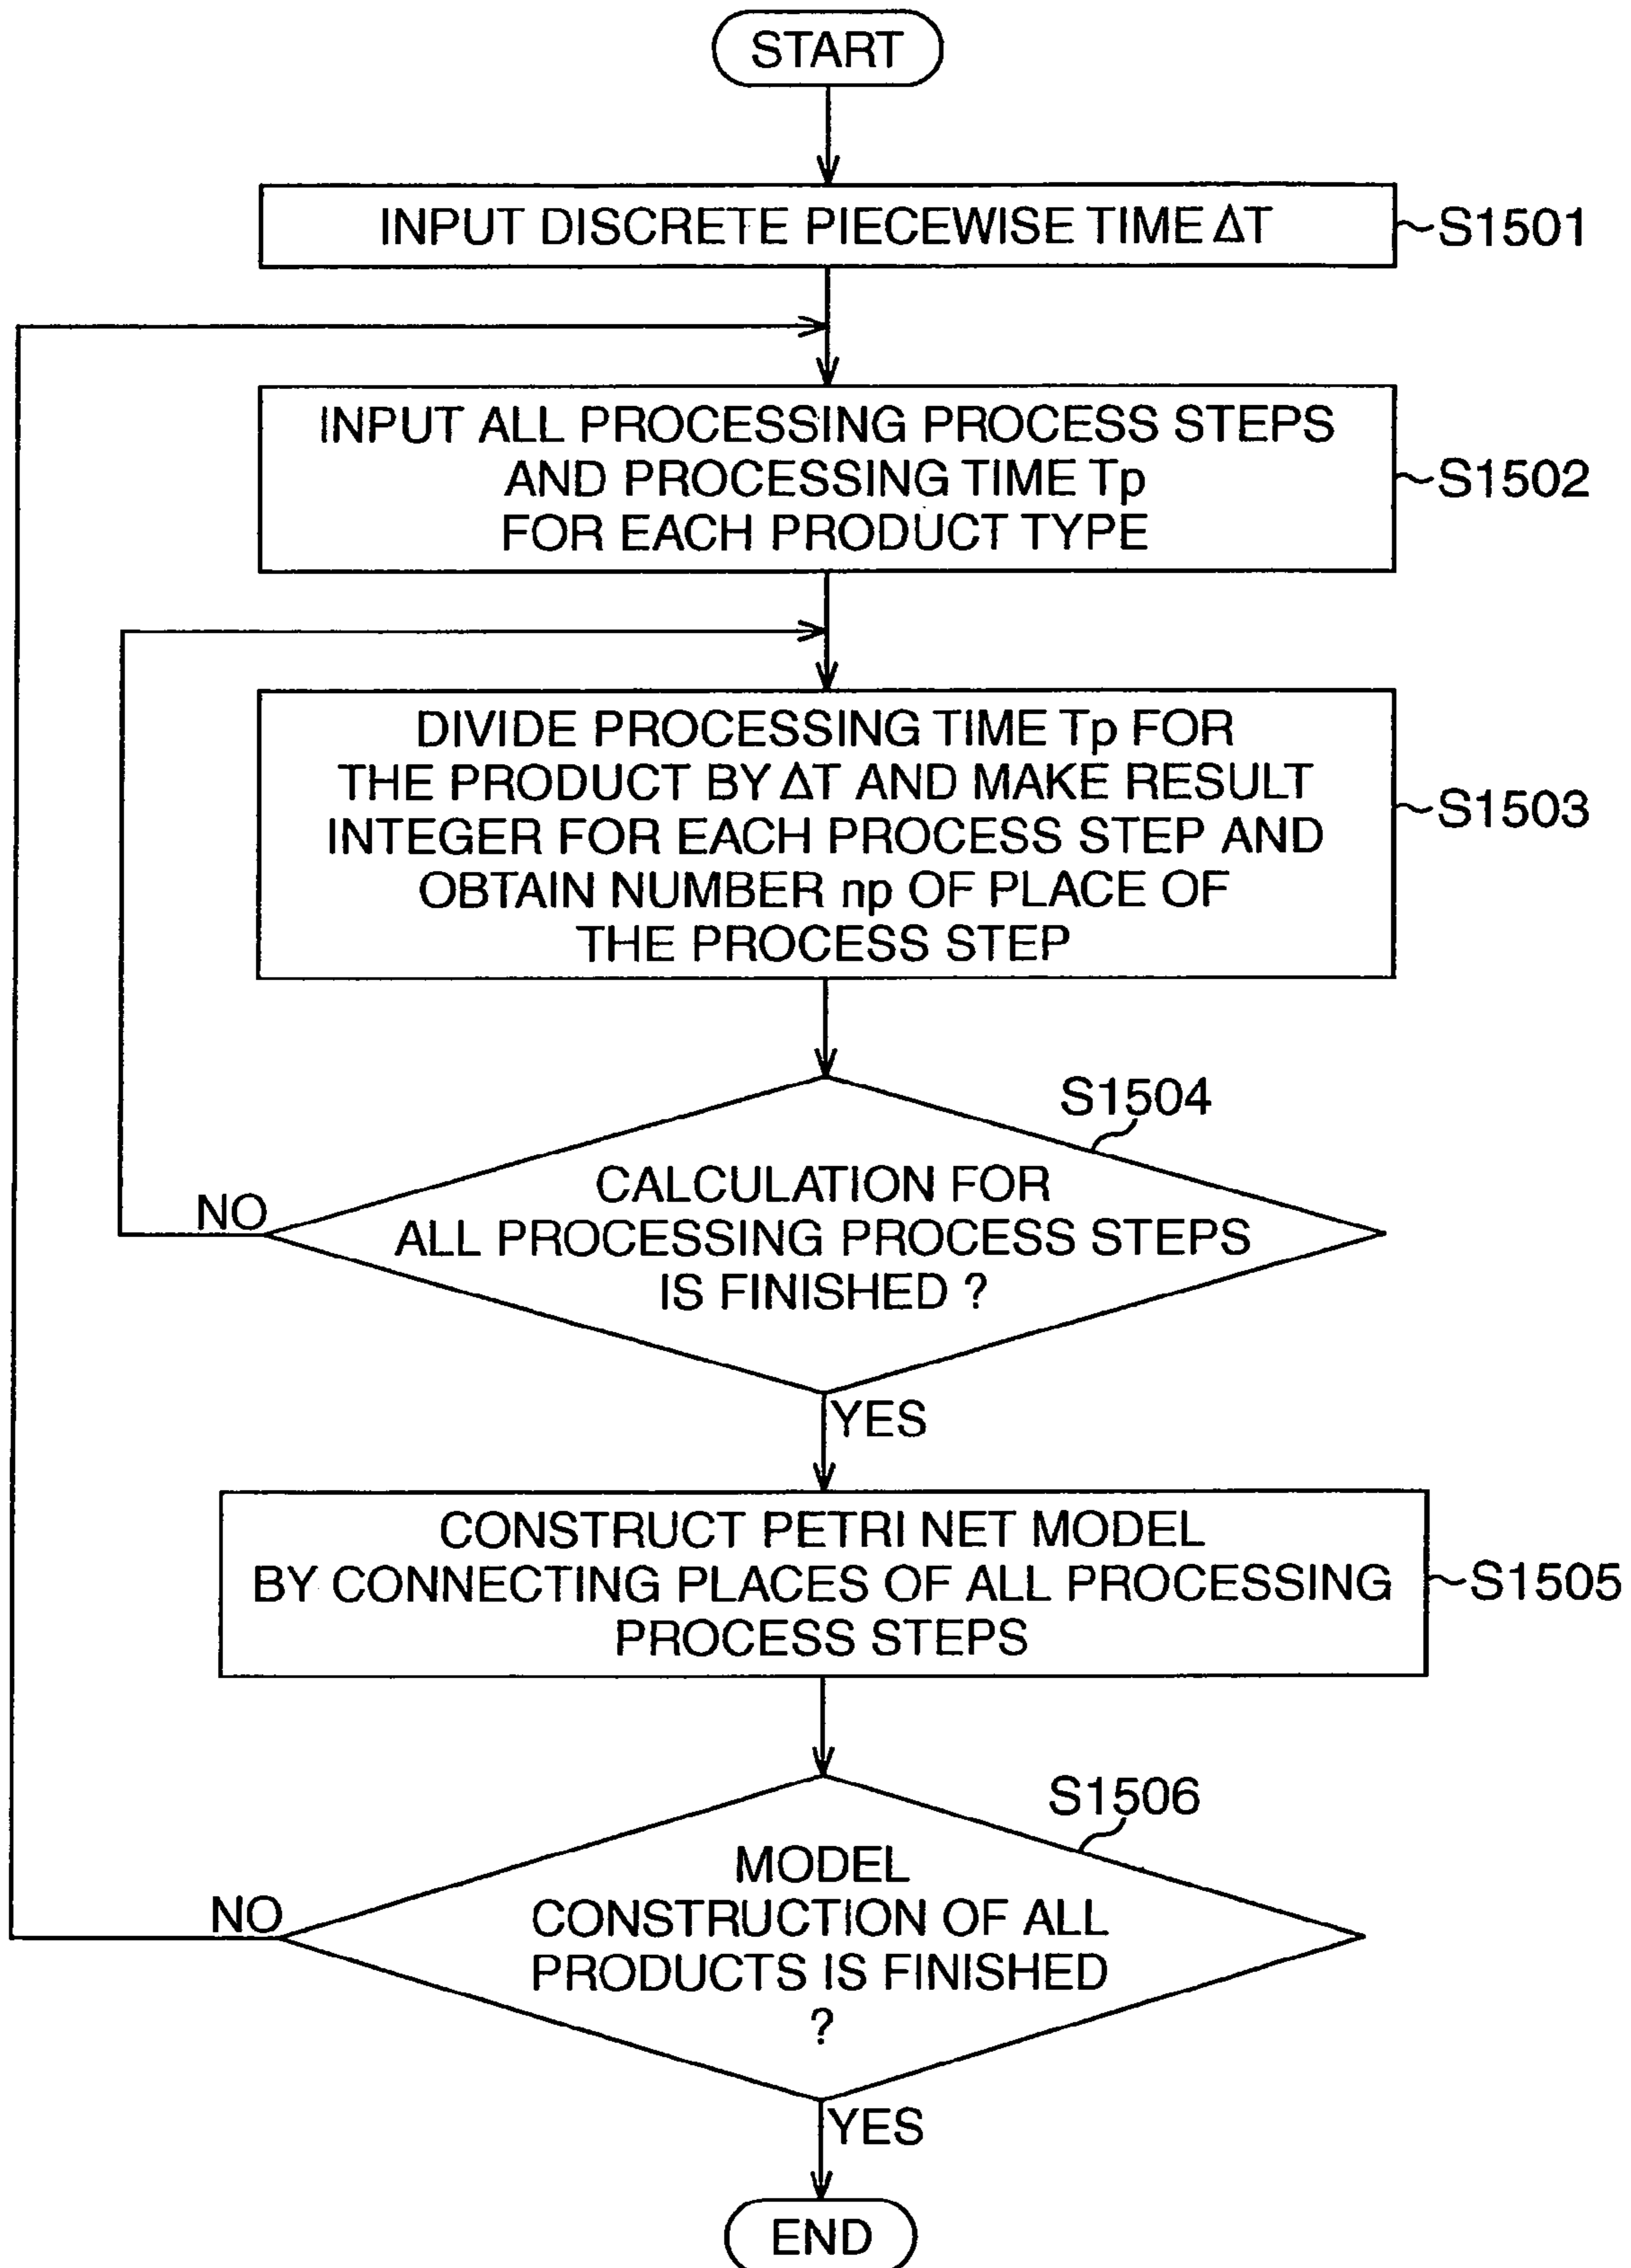 START
INPUT DISCRETE PIECEWISE TIME ΔT
S1501
INPUT ALL PROCESSING PROCESS STEPS
AND PROCESSING TIME Tp
FOR EACH PRODUCT TYPE
S1502
DIVIDE PROCESSING TIME Tp FOR
THE PRODUCT BY ΔT AND MAKE RESULT
INTEGER FOR EACH PROCESS STEP AND
OBTAIN NUMBER np OF PLACE OF
THE PROCESS STEP
S1503
S1504
CALCULATION FOR
ALL PROCESSING PROCESS STEPS
IS FINISHED ?
NO
YES
CONSTRUCT PETRI NET MODEL
BY CONNECTING PLACES OF ALL PROCESSING
PROCESS STEPS
S1505
S1506
MODEL
CONSTRUCTION OF ALL
PRODUCTS IS FINISHED
?
NO
YES
END